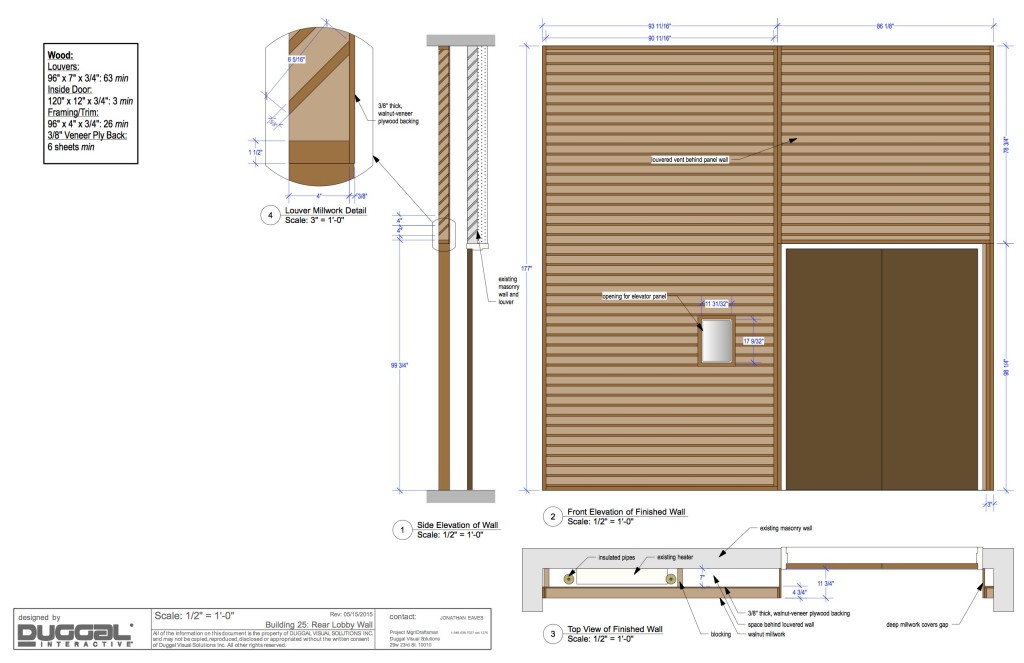 Wood:
Louvers:
96" x 7" x 3/4": 63 min
Inside Door:
120" x 12" x 3/4": 3 min
Framing/Trim:
96" x 4" x 3/4": 26 min
3/8" Veneer Ply Back:
6 sheets min
6 5/16"
3/8" thick,
walnut-veneer
plywood backing
1 1/2"
4"
3/8"
4
Louver Millwork Detail
Scale: 3" = 1'-0"
4"
existing
masonry
wall and
louver
99 3/4"
1
Side Elevation of Wall
Scale: 1/2" = 1'-0"
93 11/16"
90 11/16"
177"
louvered vent behind panel wall
78 3/4"
opening for elevator panel
11 31/32"
17 9/32"
98 1/4"
3"
2
Front Elevation of Finished Wall
Scale: 1/2" = 1'-0"
existing masonry wall
insulated pipes
existing heater
7"
11 3/4"
4 3/4"
3/8" thick, walnut-veneer plywood backing
space behind louvered wall
deep millwork covers gap
blocking
walnut millwork
3
Top View of Finished Wall
Scale: 1/2" = 1'-0"
designed by
DUGGAL
INTERACTIVE
Scale: 1/2" = 1'-0"
Rev: 05/15/2015
Building 25: Rear Lobby Wall
All of the information on this document is the property of DUGGAL VISUAL SOLUTIONS INC
and may not be copied, reproduced, disclosed or appropriated without the written consent
of Duggal Visual Solutions Inc. All other rights reserved.
contact:
JONATHAN EAVES
Project Mgr/Draftsman
Duggal Visual Solutions
29w 23rd St. 10010